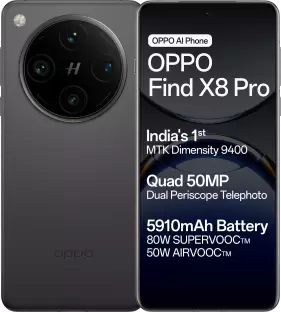 OPPO AI Phone
OPPO
Find X8 Pro
India's 1st
MTK Dimensity 9400
Quad 50MP
Dual Periscope Telephoto
5910mAh Battery
80W SUPERVOOC™
50W AIRVOOC™
H
oppo